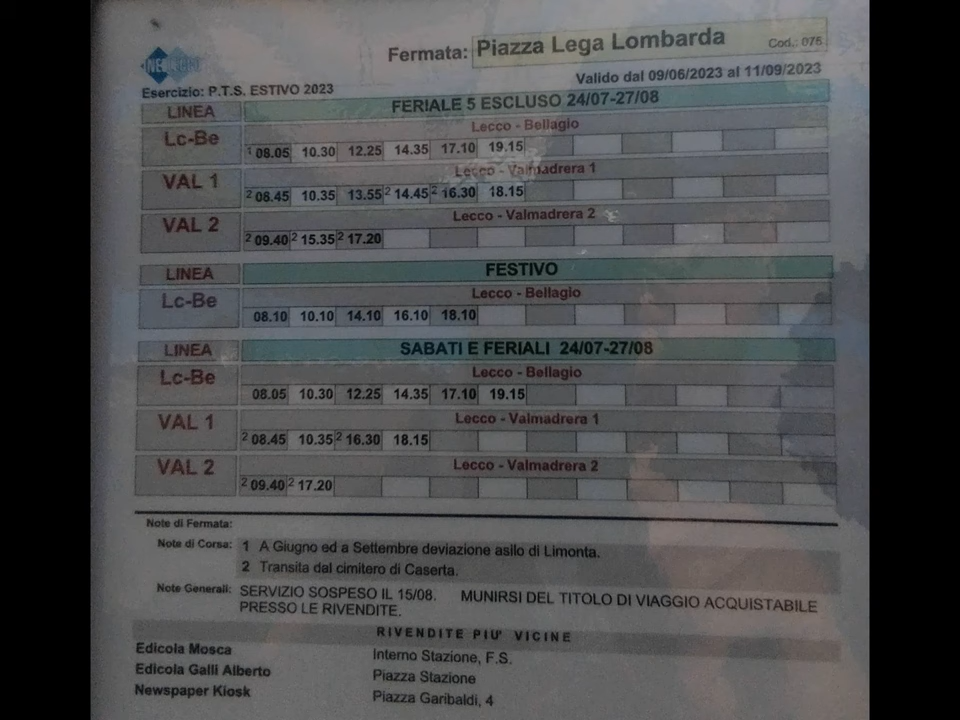 Fermata: Piazza Lega Lombarda Cod.: 075
Valido dal 09/06/2023 al 11/09/2023
Esercizio: P.T.S. ESTIVO 2023
LINEA FERIALE 5 ESCLUSO 24/07-27/08
Lc-Be Lecco - Bellagio
1 08.05 10.30 12.25 14.35 17.10 19.15
VAL 1 Lecco - Valmadrera 1
2 08.45 10.35 13.55 2 14.45 2 16.30 18.15
VAL 2 Lecco - Valmadrera 2
2 09.40 2 15.35 2 17.20
LINEA FESTIVO
Lc-Be Lecco - Bellagio
08.10 10.10 14.10 16.10 18.10
LINEA SABATI E FERIALI 24/07-27/08
Lc-Be Lecco - Bellagio
08.05 10.30 12.25 14.35 17.10 19.15
VAL 1 Lecco - Valmadrera 1
2 08.45 10.35 2 16.30 18.15
VAL 2 Lecco - Valmadrera 2
2 09.40 2 17.20
Note di Fermata:
Note di Corsa: 1 A Giugno ed a Settembre deviazione asilo di Limonta.
2 Transita dal cimitero di Caserta.
Note Generali: SERVIZIO SOSPESO IL 15/08. MUNIRSI DEL TITOLO DI VIAGGIO ACQUISTABILE
PRESSO LE RIVENDITE.
RIVENDITE PIU' VICINE
Edicola Mosca Interno Stazione, F.S.
Edicola Galli Alberto Piazza Stazione
Newspaper Kiosk Piazza Garibaldi, 4